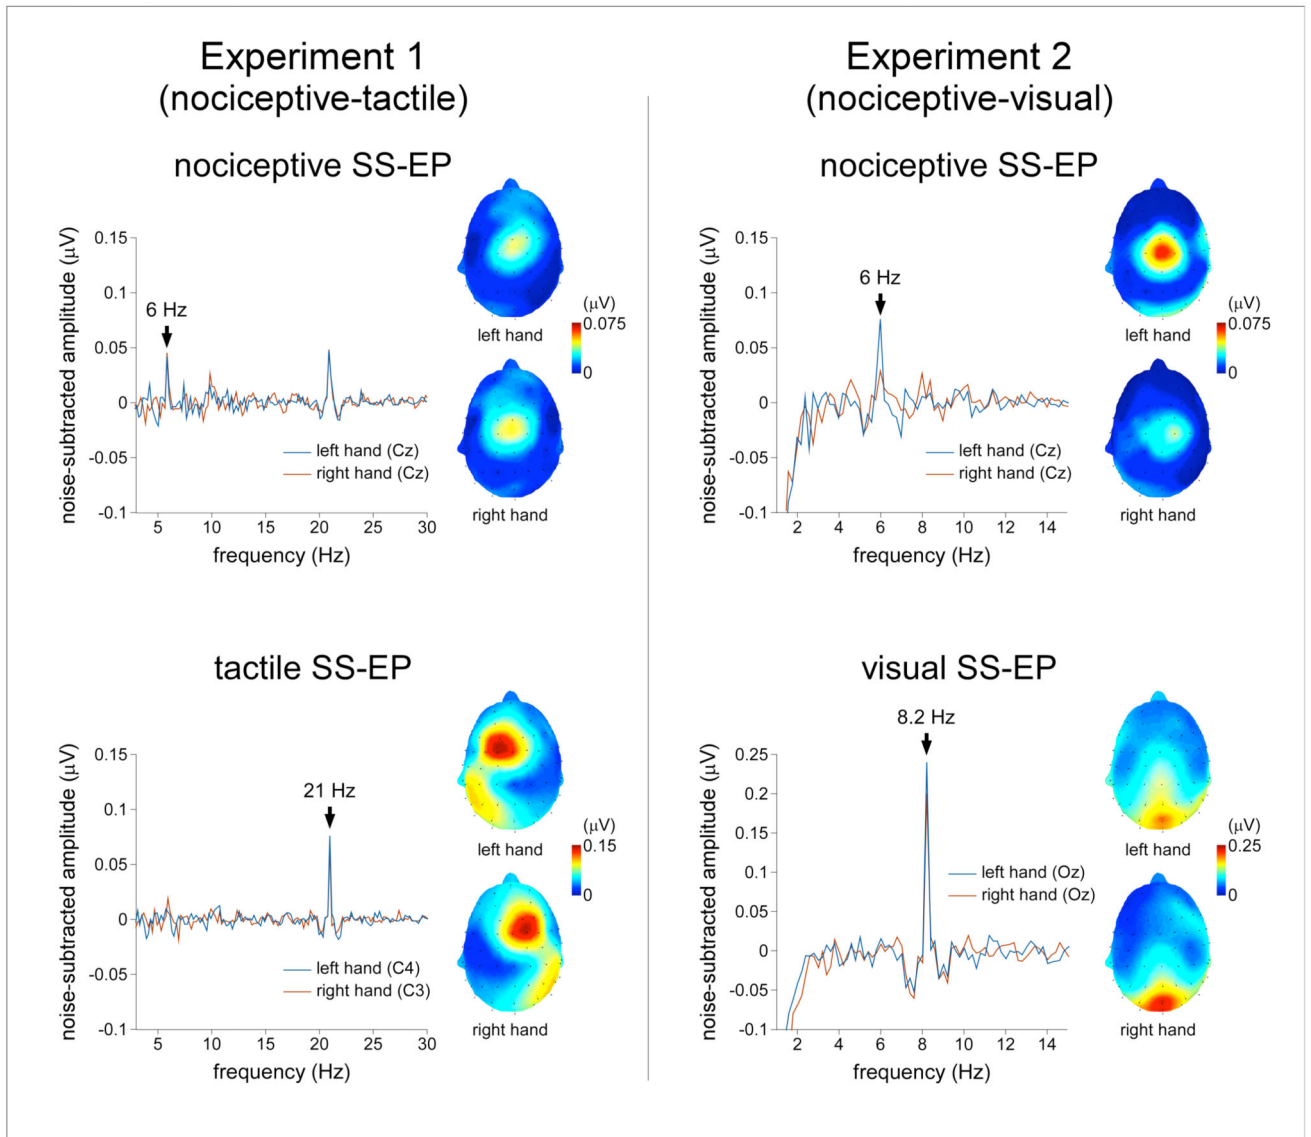 Experiment 1
(nociceptive-tactile)
nociceptive SS-EP
noise-subtracted amplitude (μV)
0.15
0.1
0.05
0
-0.05
-0.1
6 Hz
left hand (Cz)
right hand (Cz)
5 10 15 20 25 30
frequency (Hz)
left hand
(μV)
0.075
0
right hand
tactile SS-EP
noise-subtracted amplitude (μV)
0.15
0.1
0.05
0
-0.05
-0.1
21 Hz
left hand (C4)
right hand (C3)
5 10 15 20 25 30
frequency (Hz)
left hand
(μV)
0.15
0
right hand
Experiment 2
(nociceptive-visual)
nociceptive SS-EP
noise-subtracted amplitude (μV)
0.15
0.1
0.05
0
-0.05
-0.1
6 Hz
left hand (Cz)
right hand (Cz)
2 4 6 8 10 12 14
frequency (Hz)
left hand
(μV)
0.075
0
right hand
visual SS-EP
noise-subtracted amplitude (μV)
0.25
0.2
0.15
0.1
0.05
0
-0.05
-0.1
8.2 Hz
left hand (Oz)
right hand (Oz)
2 4 6 8 10 12 14
frequency (Hz)
left hand
(μV)
0.25
0
right hand